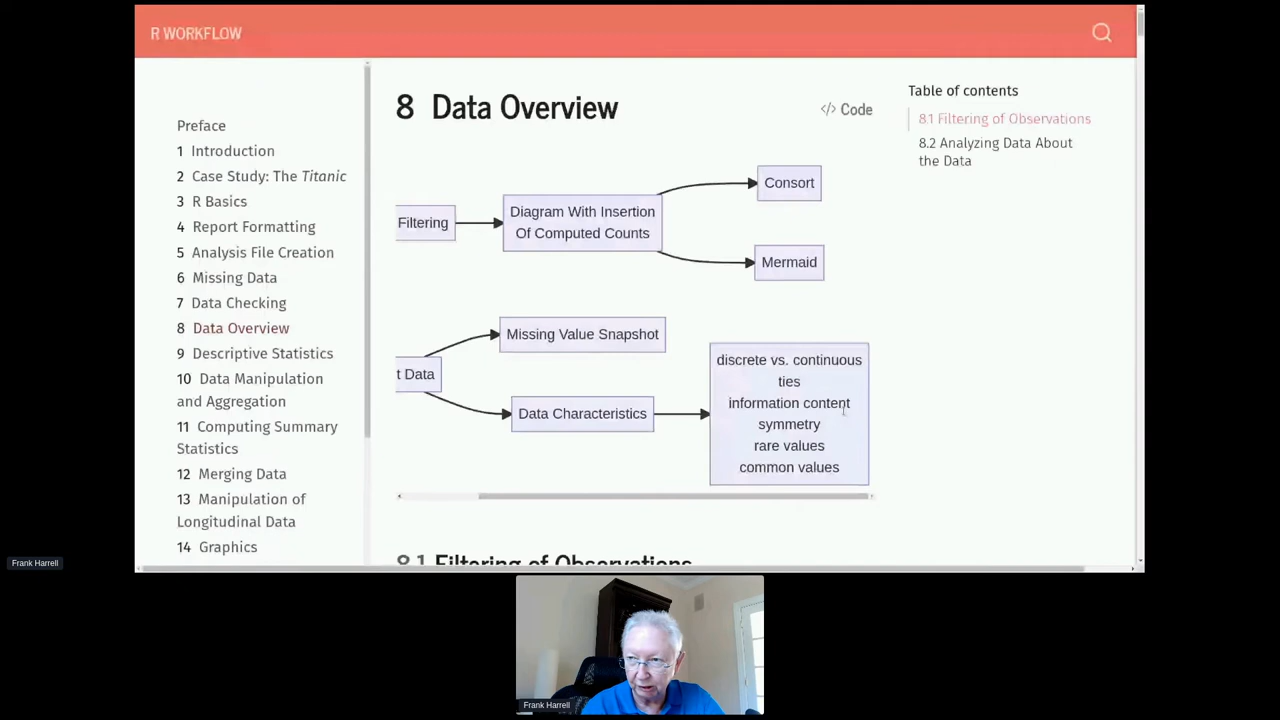 R WORKFLOW
Preface
1 Introduction
2 Case Study: The Titanic
3 R Basics
4 Report Formatting
5 Analysis File Creation
6 Missing Data
7 Data Checking
8 Data Overview
9 Descriptive Statistics
10 Data Manipulation
and Aggregation
11 Computing Summary
Statistics
12 Merging Data
13 Manipulation of
Longitudinal Data
14 Graphics
8 Data Overview
</> Code
Filtering
Diagram With Insertion
Of Computed Counts
Consort
Mermaid
t Data
Missing Value Snapshot
Data Characteristics
discrete vs. continuous
ties
information content
symmetry
rare values
common values
8.1 Filtering of Observations
Table of contents
8.1 Filtering of Observations
8.2 Analyzing Data About
the Data
Frank Harrell
Frank Harrell